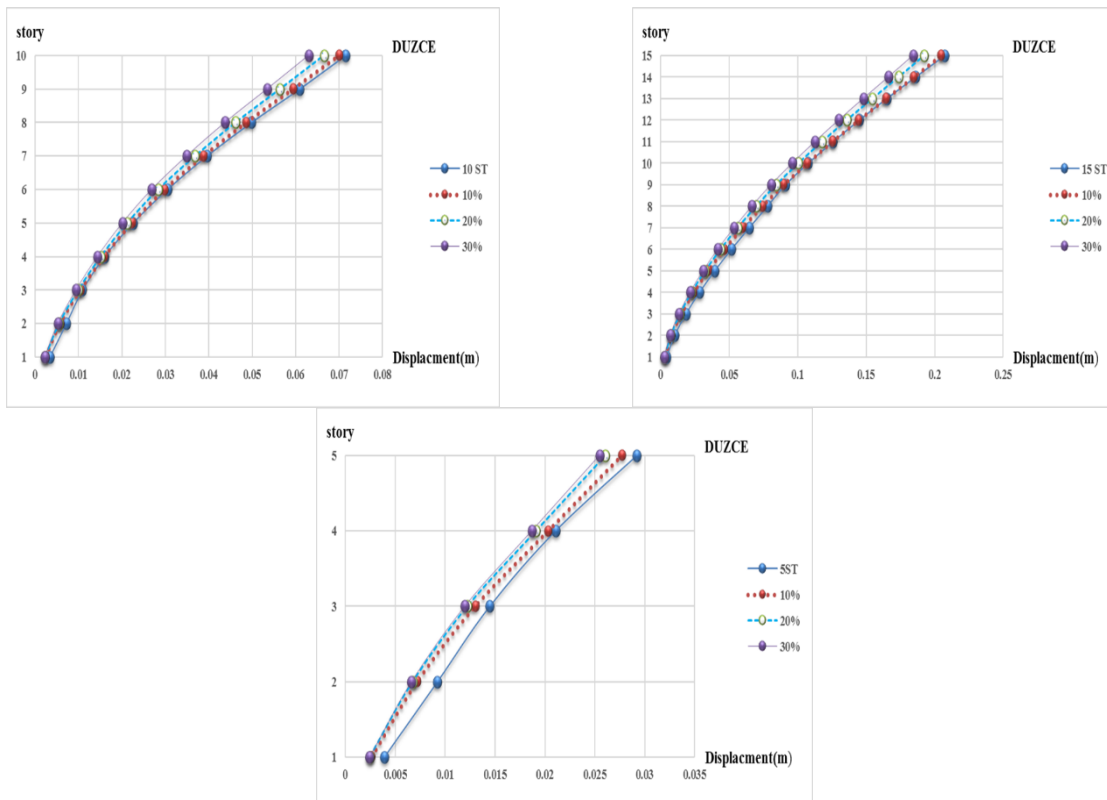 story
DUZCE
10
9
8
7
6
5
4
3
2
1
0 0.01 0.02 0.03 0.04 0.05 0.06 0.07 0.08
Displacment(m)
10 ST
10%
20%
30%
story
DUZCE
15
14
13
12
11
10
9
8
7
6
5
4
3
2
1
0 0.05 0.1 0.15 0.2 0.25
Displacment(m)
15 ST
10%
20%
30%
story
DUZCE
5
4
3
2
1
0 0.005 0.01 0.015 0.02 0.025 0.03 0.035
Displacment(m)
5ST
10%
20%
30%